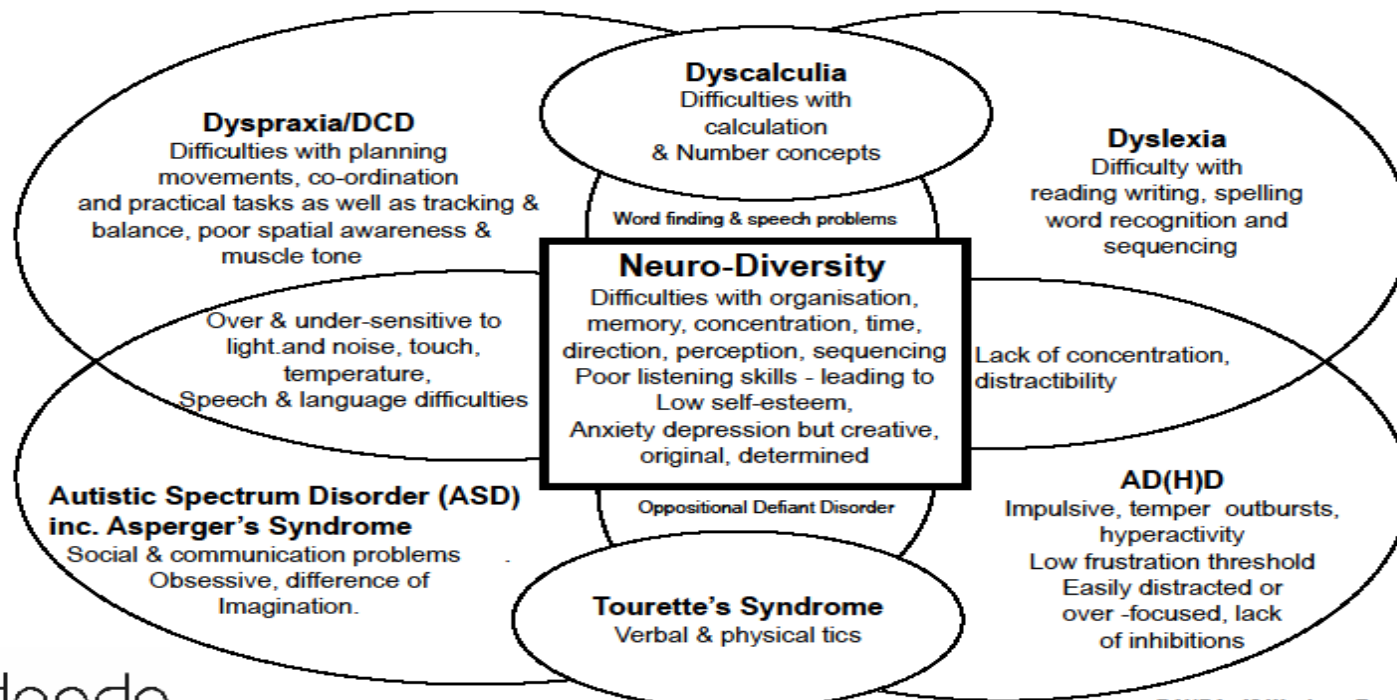 Dyscalculia
Difficulties with
calculation
& Number concepts
Dyspraxia/DCD
Difficulties with planning
movements, co-ordination
and practical tasks as well as tracking &
balance, poor spatial awareness &
muscle tone
Dyslexia
Difficulty with
reading writing, spelling
word recognition and
sequencing
Word finding & speech problems
Neuro-Diversity
Difficulties with organisation,
memory, concentration, time,
direction, perception, sequencing
Poor listening skills - leading to
Low self-esteem,
Anxiety depression but creative,
original, determined
Over & under-sensitive to
light.and noise, touch,
temperature,
Speech & language difficulties
Lack of concentration,
distractibility
Autistic Spectrum Disorder (ASD)
inc. Asperger's Syndrome
Social & communication problems .
Obsessive, difference of
Imagination.
Oppositional Defiant Disorder
AD(H)D
Impulsive, temper outbursts,
hyperactivity
Low frustration threshold
Easily distracted or
over -focused, lack
of inhibitions
Tourette's Syndrome
Verbal & physical tics